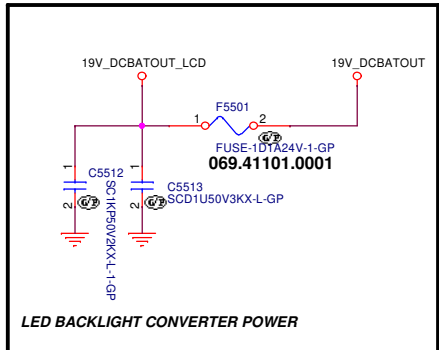 19V_DCBATOUT_LCD
19V_DCBATOUT
F5501
1
2
G/P
FUSE-1D1A24V-1-GP
069.41101.0001
1
1
C5512
SC1KP50V2KX-L-1-GP
C5513
SCD1U50V3KX-L-GP
2
G/P
2
G/P
LED BACKLIGHT CONVERTER POWER